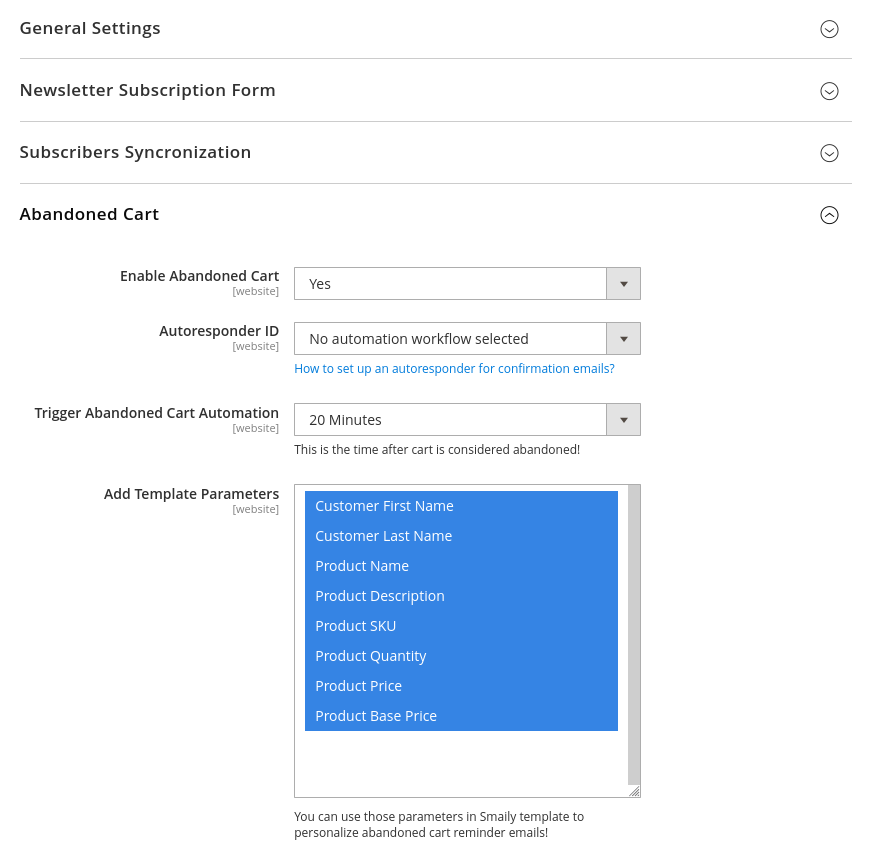 General Settings
Newsletter Subscription Form
Subscribers Syncronization
Abandoned Cart
Enable Abandoned Cart
[website]
Yes
Autoresponder ID
[website]
No automation workflow selected
How to set up an autoresponder for confirmation emails?
Trigger Abandoned Cart Automation
[website]
20 Minutes
This is the time after cart is considered abandoned!
Add Template Parameters
[website]
Customer First Name
Customer Last Name
Product Name
Product Description
Product SKU
Product Quantity
Product Price
Product Base Price
You can use those parameters in Smaily template to
personalize abandoned cart reminder emails!